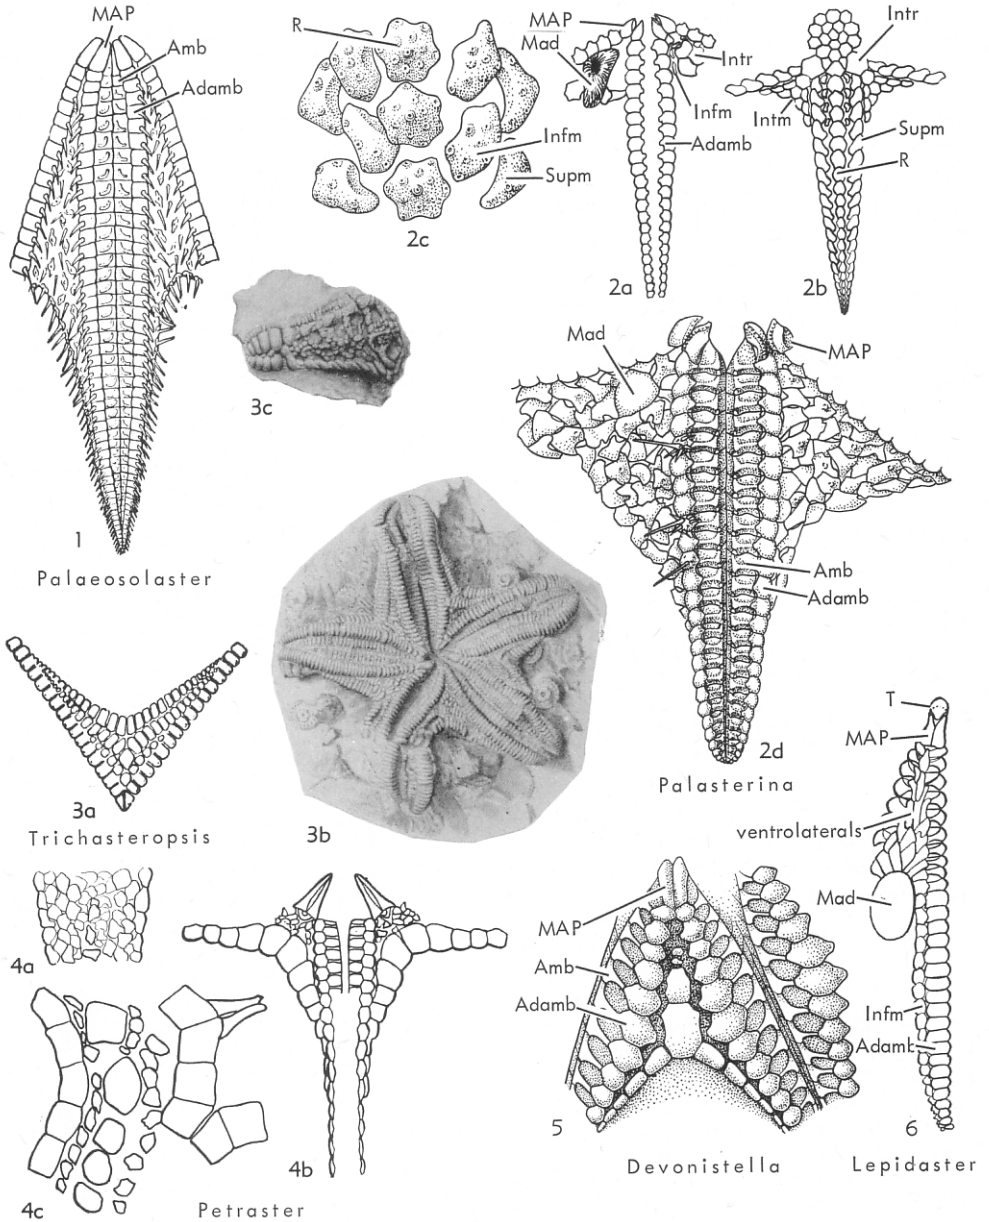 MAP
Amb
Adamb
1
Palaeosolaster
R
Infm
Supm
2c
MAP
Mad
Intr
Infm
Adamb
2a
Intr
Intm
Supm
R
2b
3c
Mad
MAP
Amb
Adamb
2d
Palasterina
3a
Trichasteropsis
3b
4a
4b
4c
Petraster
MAP
Amb
Adamb
5
Devonistella
T
MAP
ventrolaterals
Mad
Infm
Adamb
6
Lepidaster